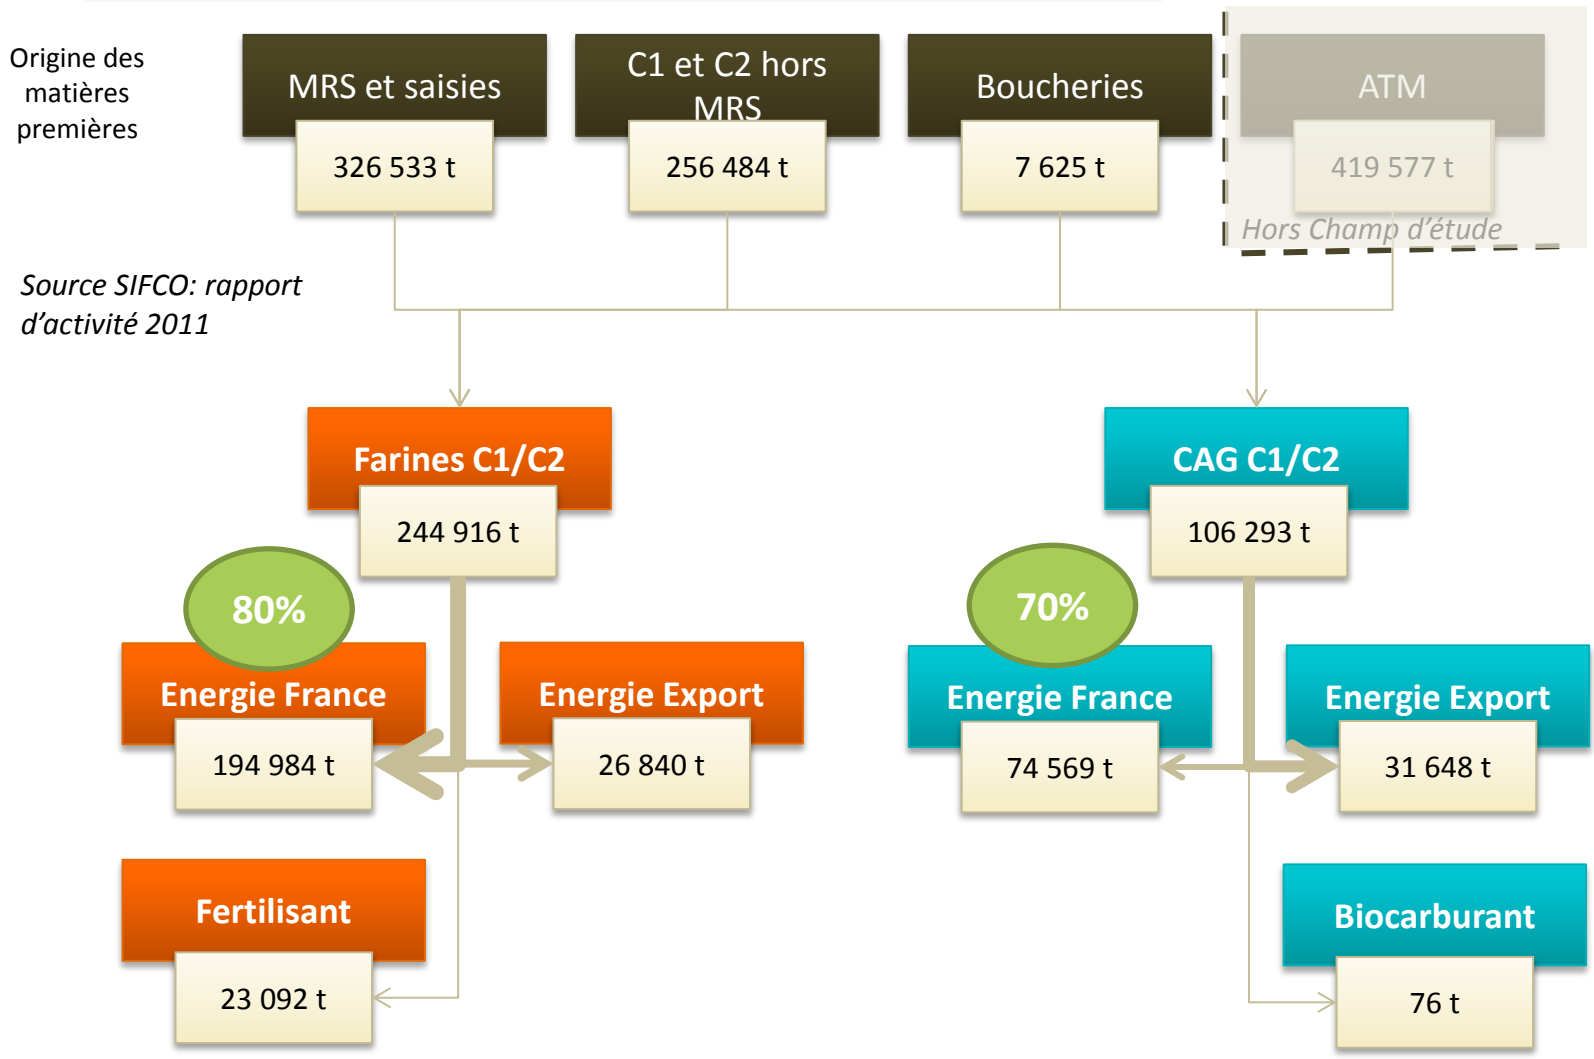 Origine des
matières
premières
MRS et saisies
326 533 t
C1 et C2 hors
MRS
256 484 t
Boucheries
7 625 t
ATM
419 577 t
Hors Champ d’étude
Source SIFCO: rapport
d’activité 2011
Farines C1/C2
244 916 t
CAG C1/C2
106 293 t
80%
Energie France
194 984 t
Energie Export
26 840 t
70%
Energie France
74 569 t
Energie Export
31 648 t
Fertilisant
23 092 t
Biocarburant
76 t